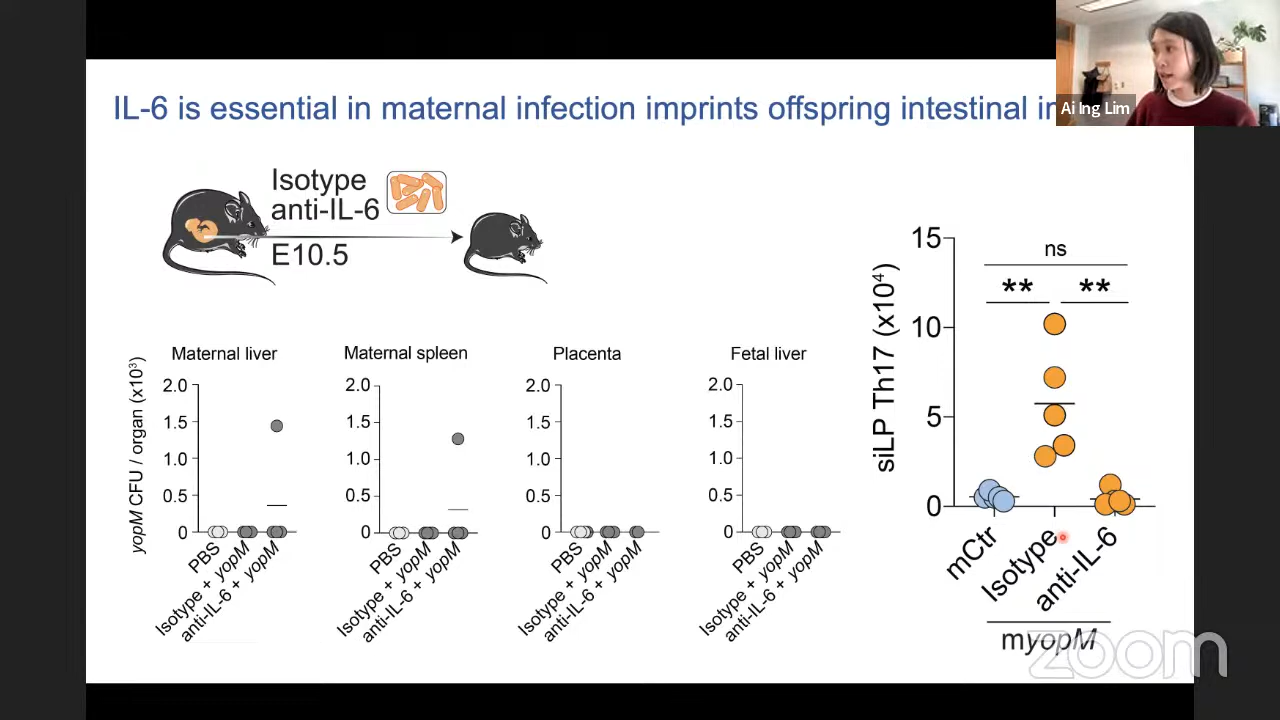 IL-6 is essential in maternal infection imprints offspring intestinal
Ai Ing Lim
Isotype
anti-IL-6
E10.5
Maternal liver
Maternal spleen
Placenta
Fetal liver
yopM CFU / organ (x10³)
2.0
1.5
1.0
0.5
0
PBS
Isotype + yopM
anti-IL-6 + yopM
2.0
1.5
1.0
0.5
0
PBS
Isotype + yopM
anti-IL-6 + yopM
2.0
1.5
1.0
0.5
0
PBS
Isotype + yopM
anti-IL-6 + yopM
2.0
1.5
1.0
0.5
0
PBS
Isotype + yopM
anti-IL-6 + yopM
siLP Th17 (x10⁴)
15
10
5
0
ns
** **
mCtr
Isotype
anti-IL-6
myopM
zoom